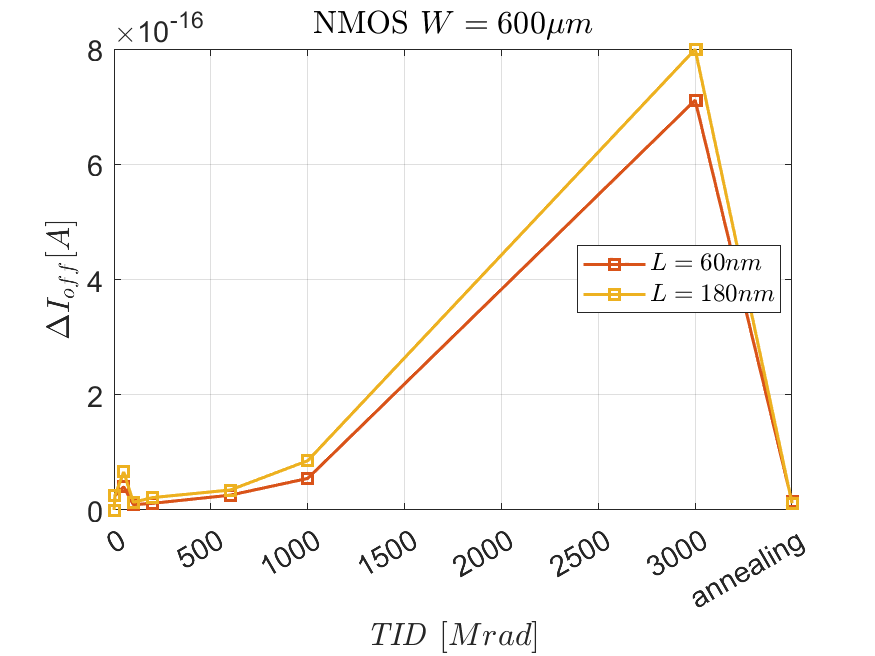 ×10^-16
NMOS W = 600μm
8
6
4
2
0
ΔI_off[A]
L = 60nm
L = 180nm
0
500
1000
1500
2000
2500
3000
annealing
TID [Mrad]